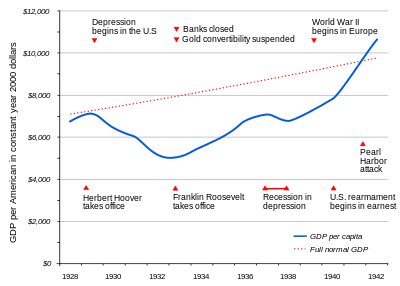 GDP per American in constant year 2000 dollars
$12,000
$10,000
$8,000
$6,000
$4,000
$2,000
$0
Depression
begins in the U.S
Banks closed
Gold convertibility suspended
World War II
begins in Europe
Pearl
Harbor
attack
Herbert Hoover
takes office
Franklin Roosevelt
takes office
Recession in
depression
U.S. rearmament
begins in earnest
GDP per capita
Full normal GDP
1928 1930 1932 1934 1936 1938 1940 1942